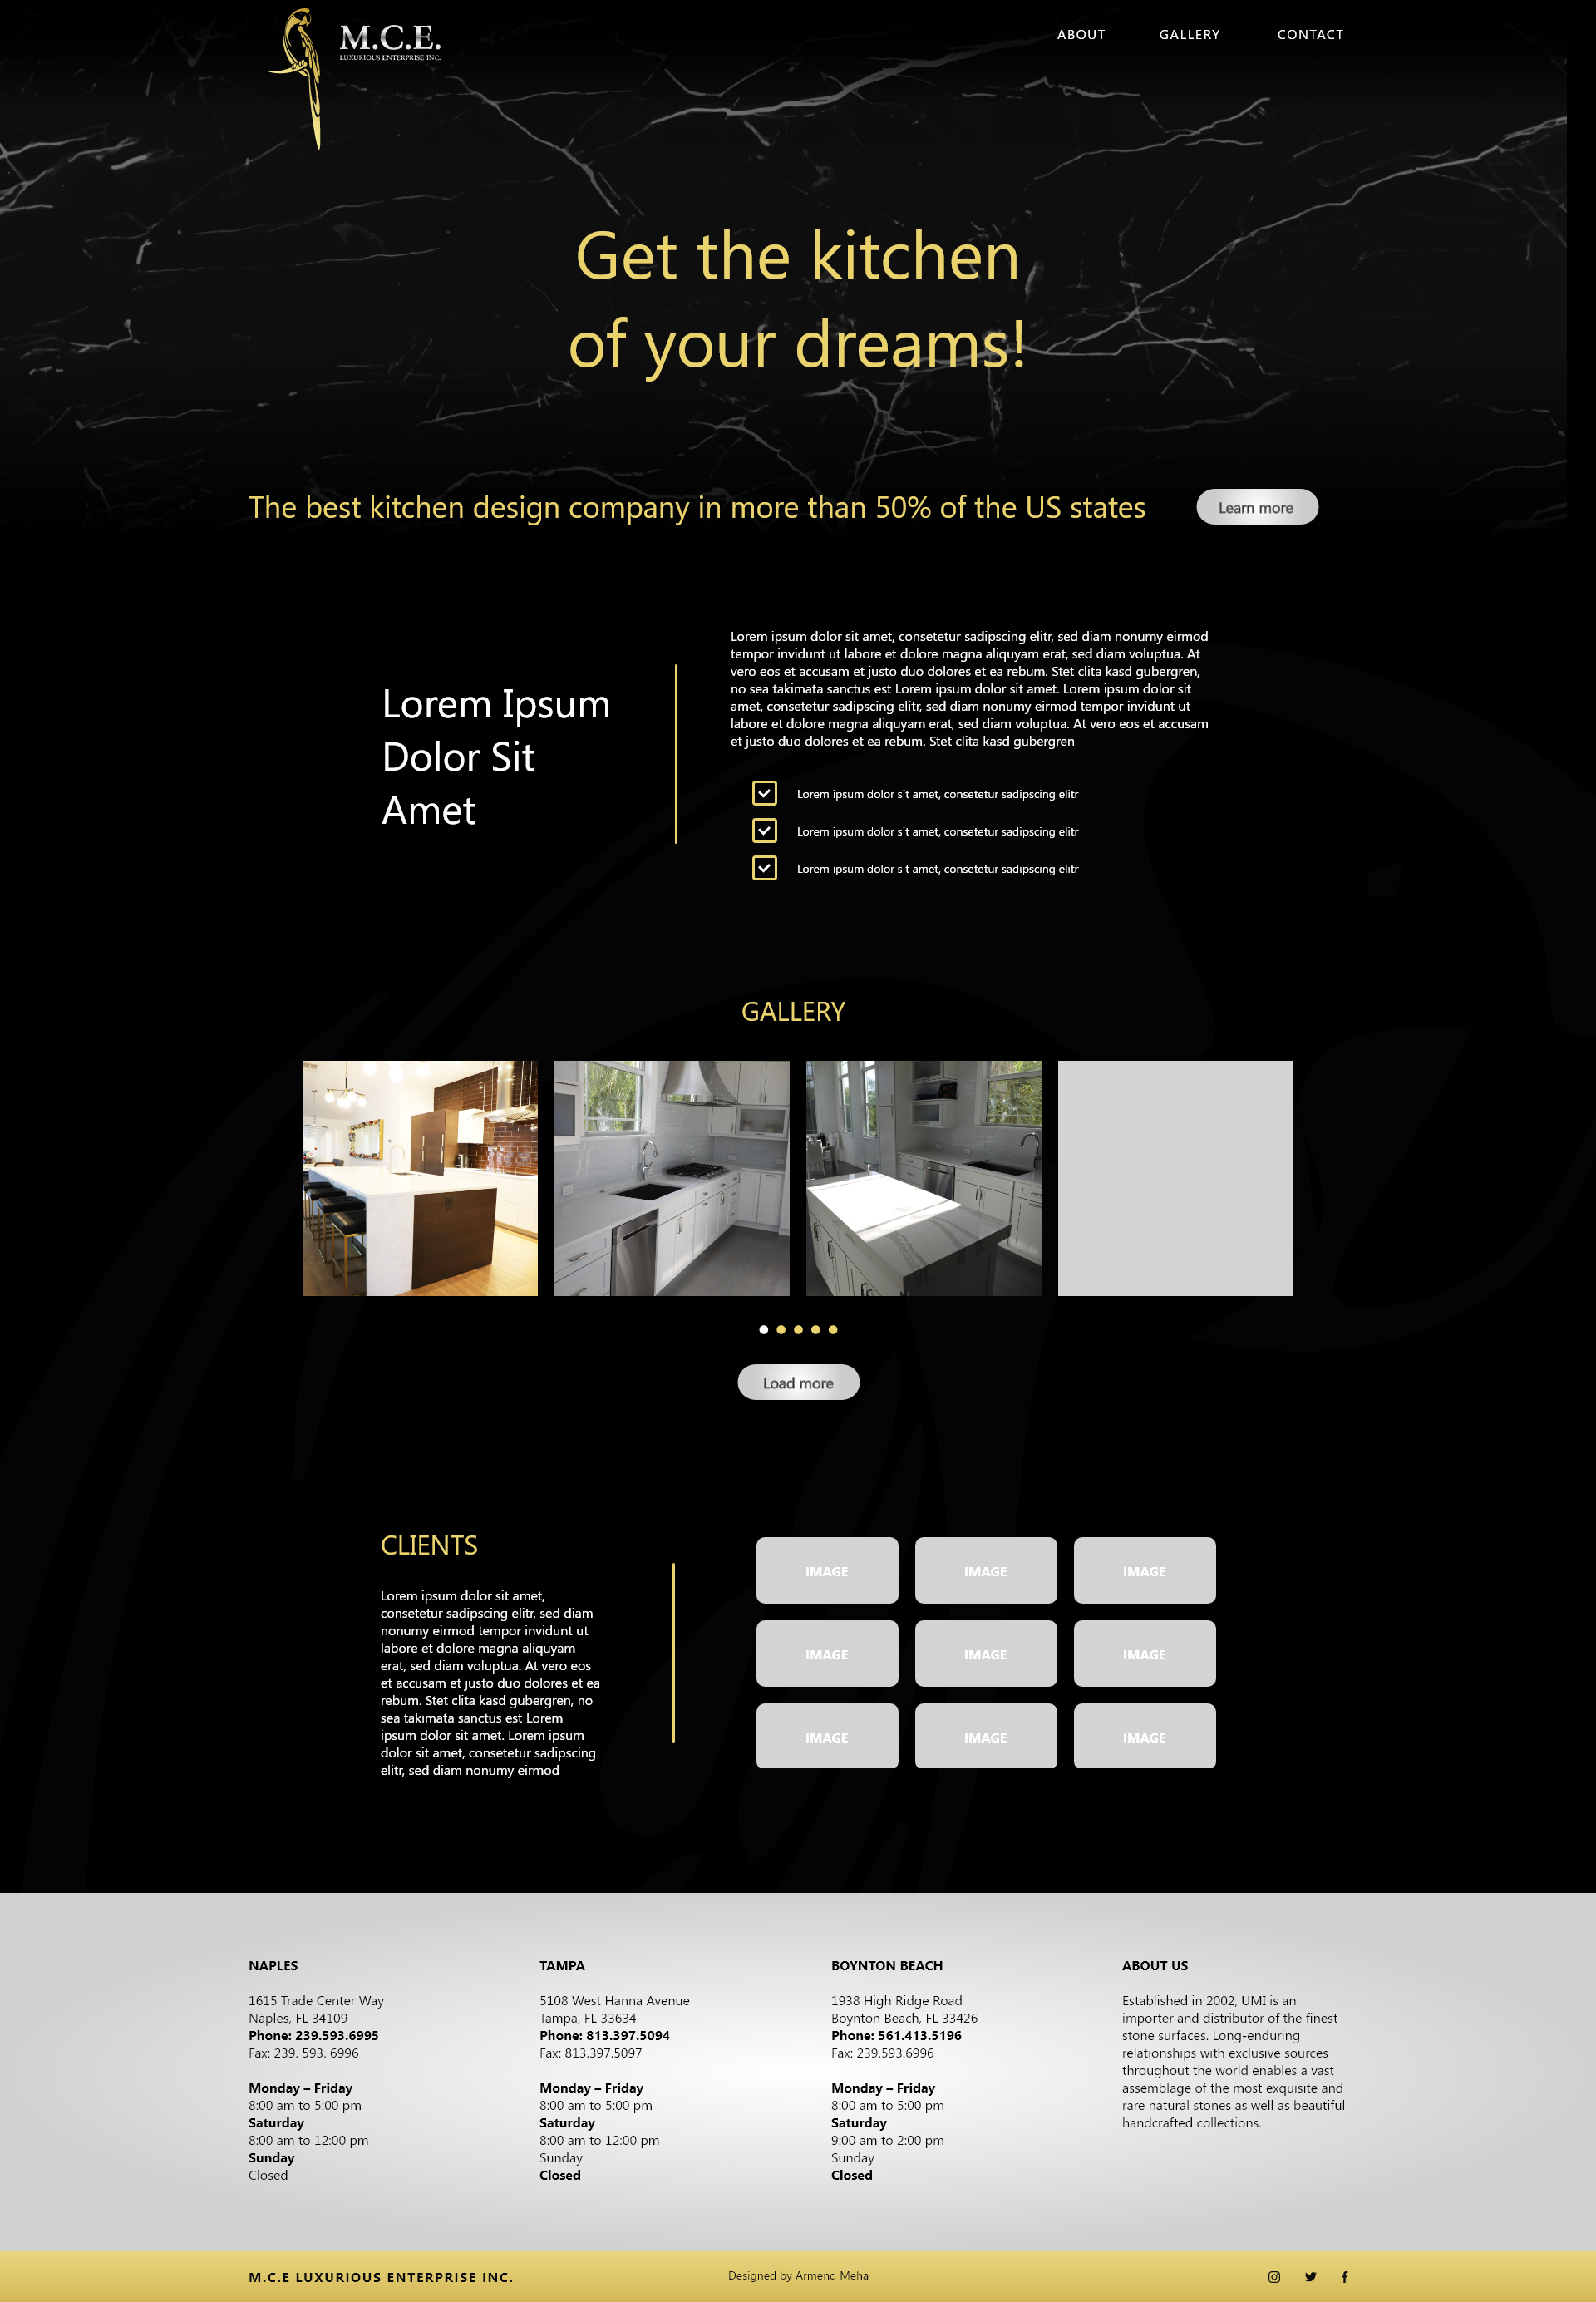 M.C.E.
LUXURIOUS ENTERPRISE INC.
ABOUT
GALLERY
CONTACT
Get the kitchen
of your dreams!
The best kitchen design company in more than 50% of the US states
Learn more
Lorem Ipsum
Dolor Sit
Amet
Lorem ipsum dolor sit amet, consetetur sadipscing elitr, sed diam nonumy eirmod
tempor invidunt ut labore et dolore magna aliquyam erat, sed diam voluptua. At
vero eos et accusam et justo duo dolores et ea rebum. Stet clita kasd gubergren,
no sea takimata sanctus est Lorem ipsum dolor sit amet. Lorem ipsum dolor sit
amet, consetetur sadipscing elitr, sed diam nonumy eirmod tempor invidunt ut
labore et dolore magna aliquyam erat, sed diam voluptua. At vero eos et accusam
et justo duo dolores et ea rebum. Stet clita kasd gubergren
Lorem ipsum dolor sit amet, consetetur sadipscing elitr
Lorem ipsum dolor sit amet, consetetur sadipscing elitr
Lorem ipsum dolor sit amet, consetetur sadipscing elitr
GALLERY
Load more
CLIENTS
Lorem ipsum dolor sit amet,
consetetur sadipscing elitr, sed diam
nonumy eirmod tempor invidunt ut
labore et dolore magna aliquyam
erat, sed diam voluptua. At vero eos
et accusam et justo duo dolores et ea
rebum. Stet clita kasd gubergren, no
sea takimata sanctus est Lorem
ipsum dolor sit amet. Lorem ipsum
dolor sit amet, consetetur sadipscing
elitr, sed diam nonumy eirmod
IMAGE
IMAGE
IMAGE
IMAGE
IMAGE
IMAGE
IMAGE
IMAGE
IMAGE
NAPLES
1615 Trade Center Way
Naples, FL 34109
Phone: 239.593.6995
Fax: 239. 593. 6996
Monday – Friday
8:00 am to 5:00 pm
Saturday
8:00 am to 12:00 pm
Sunday
Closed
TAMPA
5108 West Hanna Avenue
Tampa, FL 33634
Phone: 813.397.5094
Fax: 813.397.5097
Monday – Friday
8:00 am to 5:00 pm
Saturday
8:00 am to 12:00 pm
Sunday
Closed
BOYNTON BEACH
1938 High Ridge Road
Boynton Beach, FL 33426
Phone: 561.413.5196
Fax: 239.593.6996
Monday – Friday
8:00 am to 5:00 pm
Saturday
9:00 am to 2:00 pm
Sunday
Closed
ABOUT US
Established in 2002, UMI is an
importer and distributor of the finest
stone surfaces. Long-enduring
relationships with exclusive sources
throughout the world enables a vast
assemblage of the most exquisite and
rare natural stones as well as beautiful
handcrafted collections.
M.C.E LUXURIOUS ENTERPRISE INC.
Designed by Armend Meha